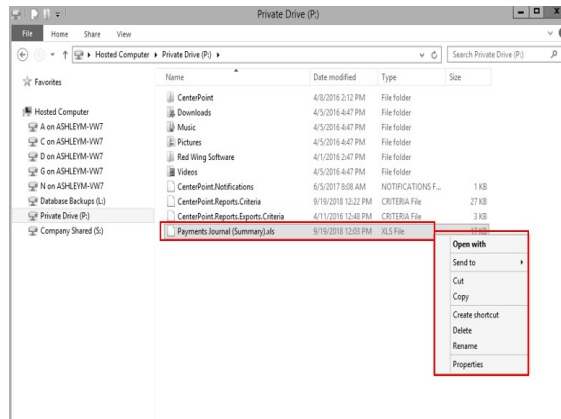 Private Drive (P:)
File Home Share View
Hosted Computer Private Drive (P:) Search Private Drive (P:)
Name Date modified Type Size
Favorites
CenterPoint 4/8/2016 2:12 PM File folder
Hosted Computer Downloads 4/5/2016 4:47 PM File folder
A on ASHLEYM-VW7 Music 4/5/2016 4:47 PM File folder
C on ASHLEYM-VW7 Pictures 4/5/2016 4:47 PM File folder
D on ASHLEYM-VW7 Red Wing Software 4/1/2016 2:47 PM File folder
G on ASHLEYM-VW7 Videos 4/5/2016 4:47 PM File folder
N on ASHLEYM-VW7 CenterPoint.Notifications 6/5/2017 8:08 AM NOTIFICATIONS F... 1 KB
Database Backups (L:) CenterPoint.Reports.Criteria 9/19/2018 12:22 PM CRITERIA File 27 KB
Private Drive (P:) CenterPoint.Reports.Exports.Criteria 4/11/2016 12:48 PM CRITERIA File 3 KB
Company Shared (S:) Payments Journal (Summary).xls 9/19/2018 12:03 PM XLS File 17 KB
Open with
Send to
Cut
Copy
Create shortcut
Delete
Rename
Properties